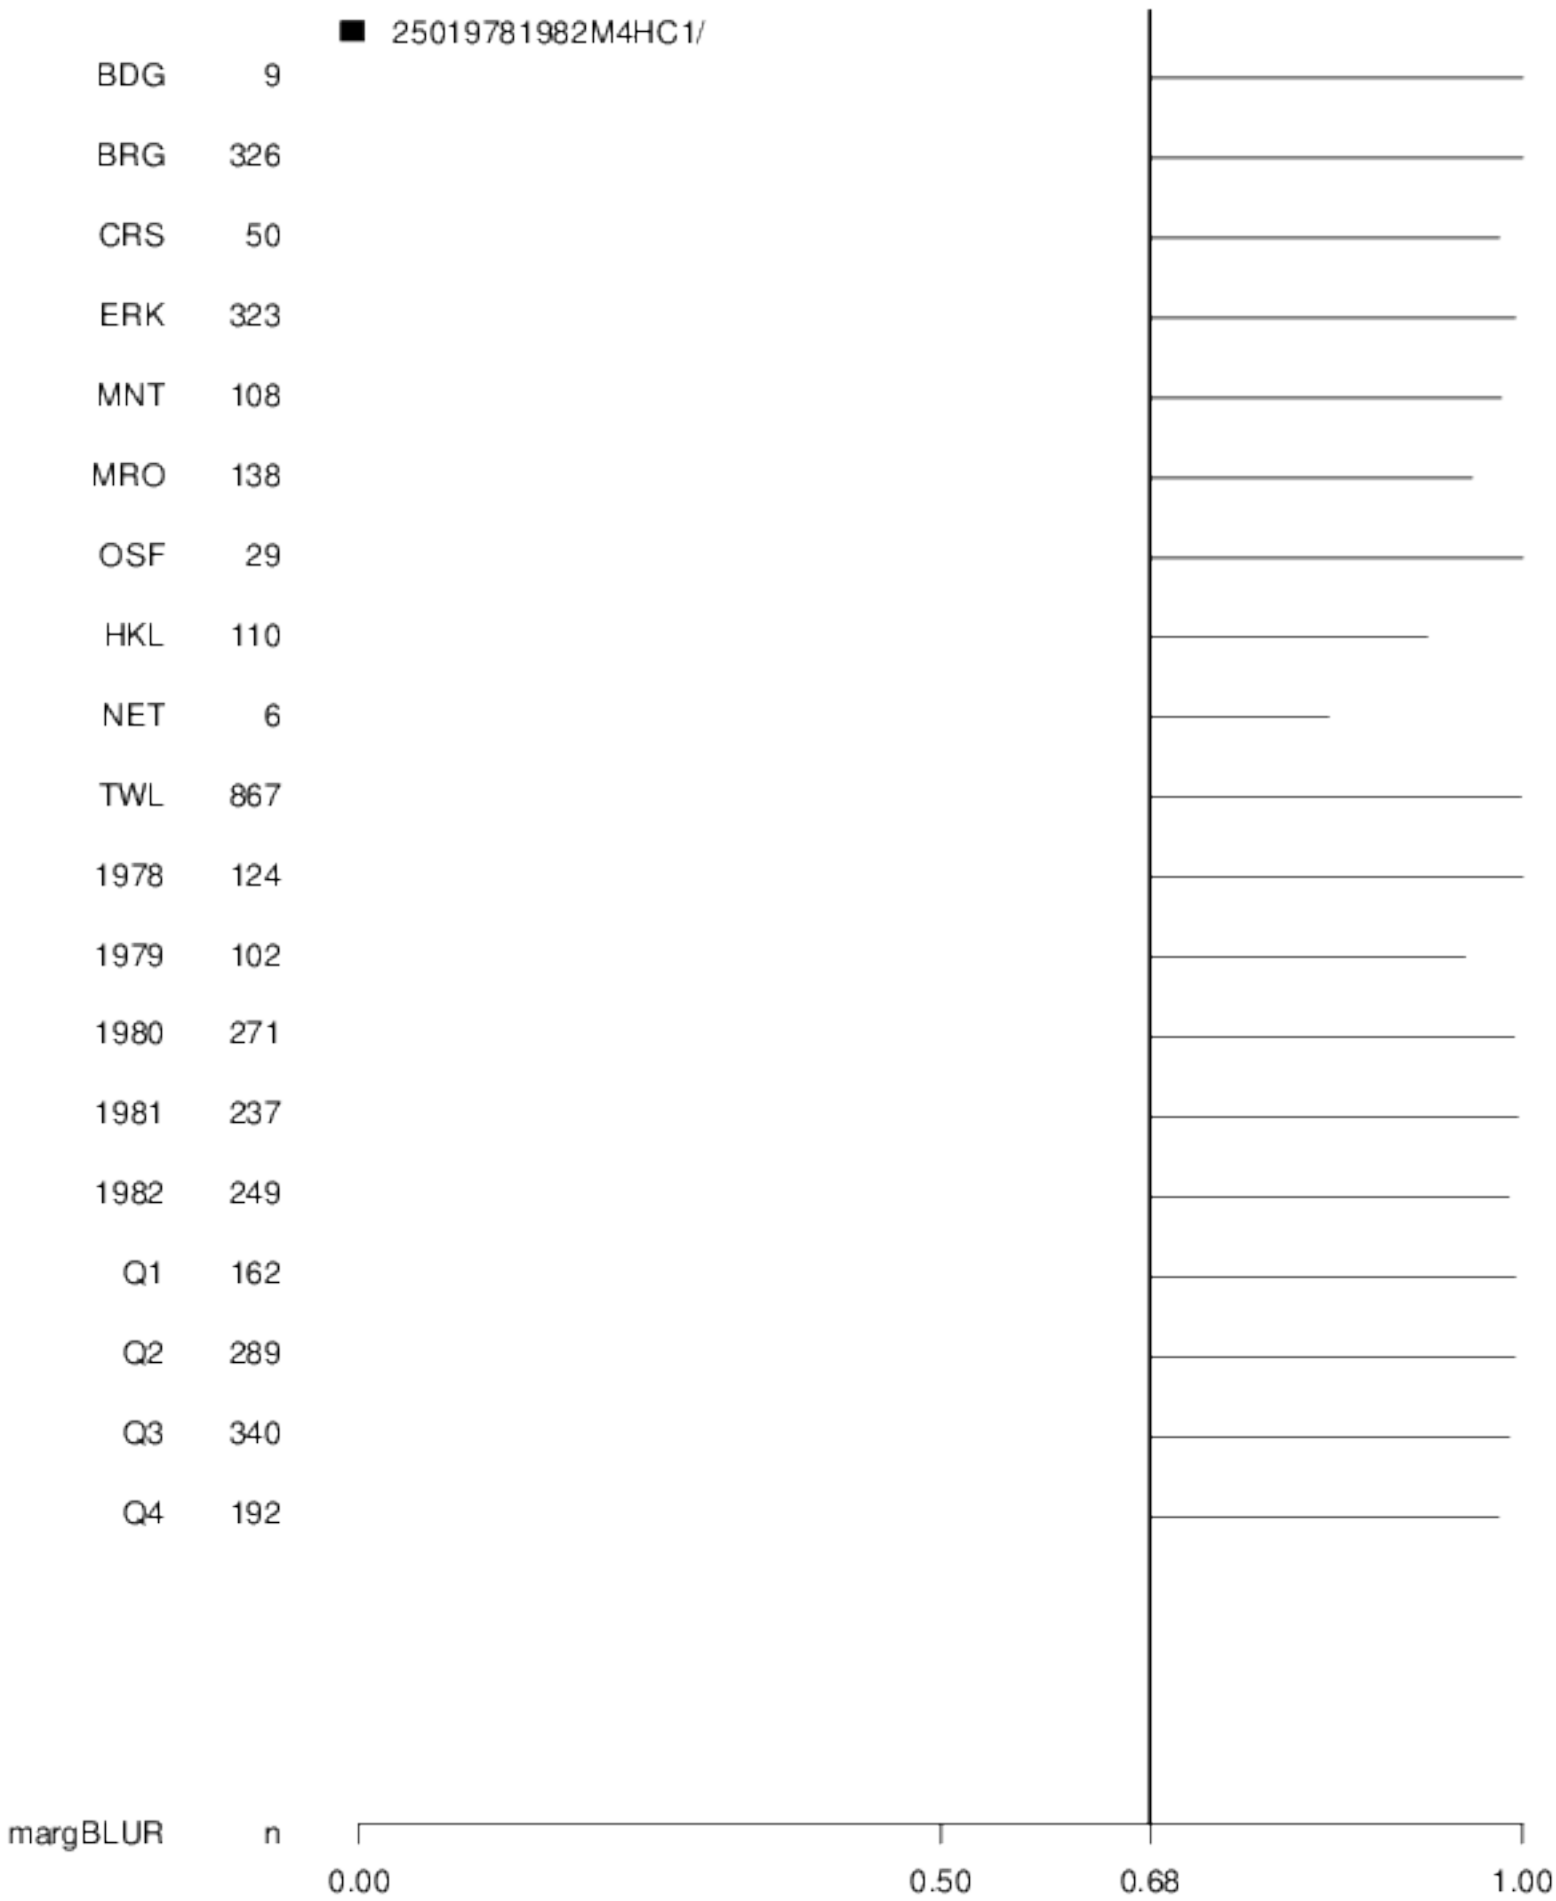 25019781982M4HC1/
BDG 9
BRG 326
CRS 50
ERK 323
MNT 108
MRO 138
OSF 29
HKL 110
NET 6
TWL 867
1978 124
1979 102
1980 271
1981 237
1982 249
Q1 162
Q2 289
Q3 340
Q4 192
margBLUR n
0.00 0.50 0.68 1.00